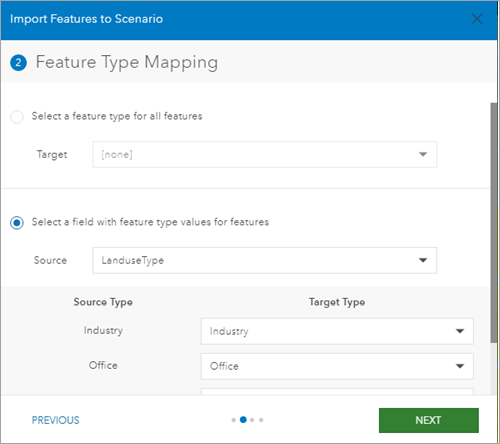 Import Features to Scenario
2 Feature Type Mapping
Select a feature type for all features
Target [none]
Select a field with feature type values for features
Source LanduseType
Source Type Target Type
Industry Industry
Office Office
PREVIOUS NEXT